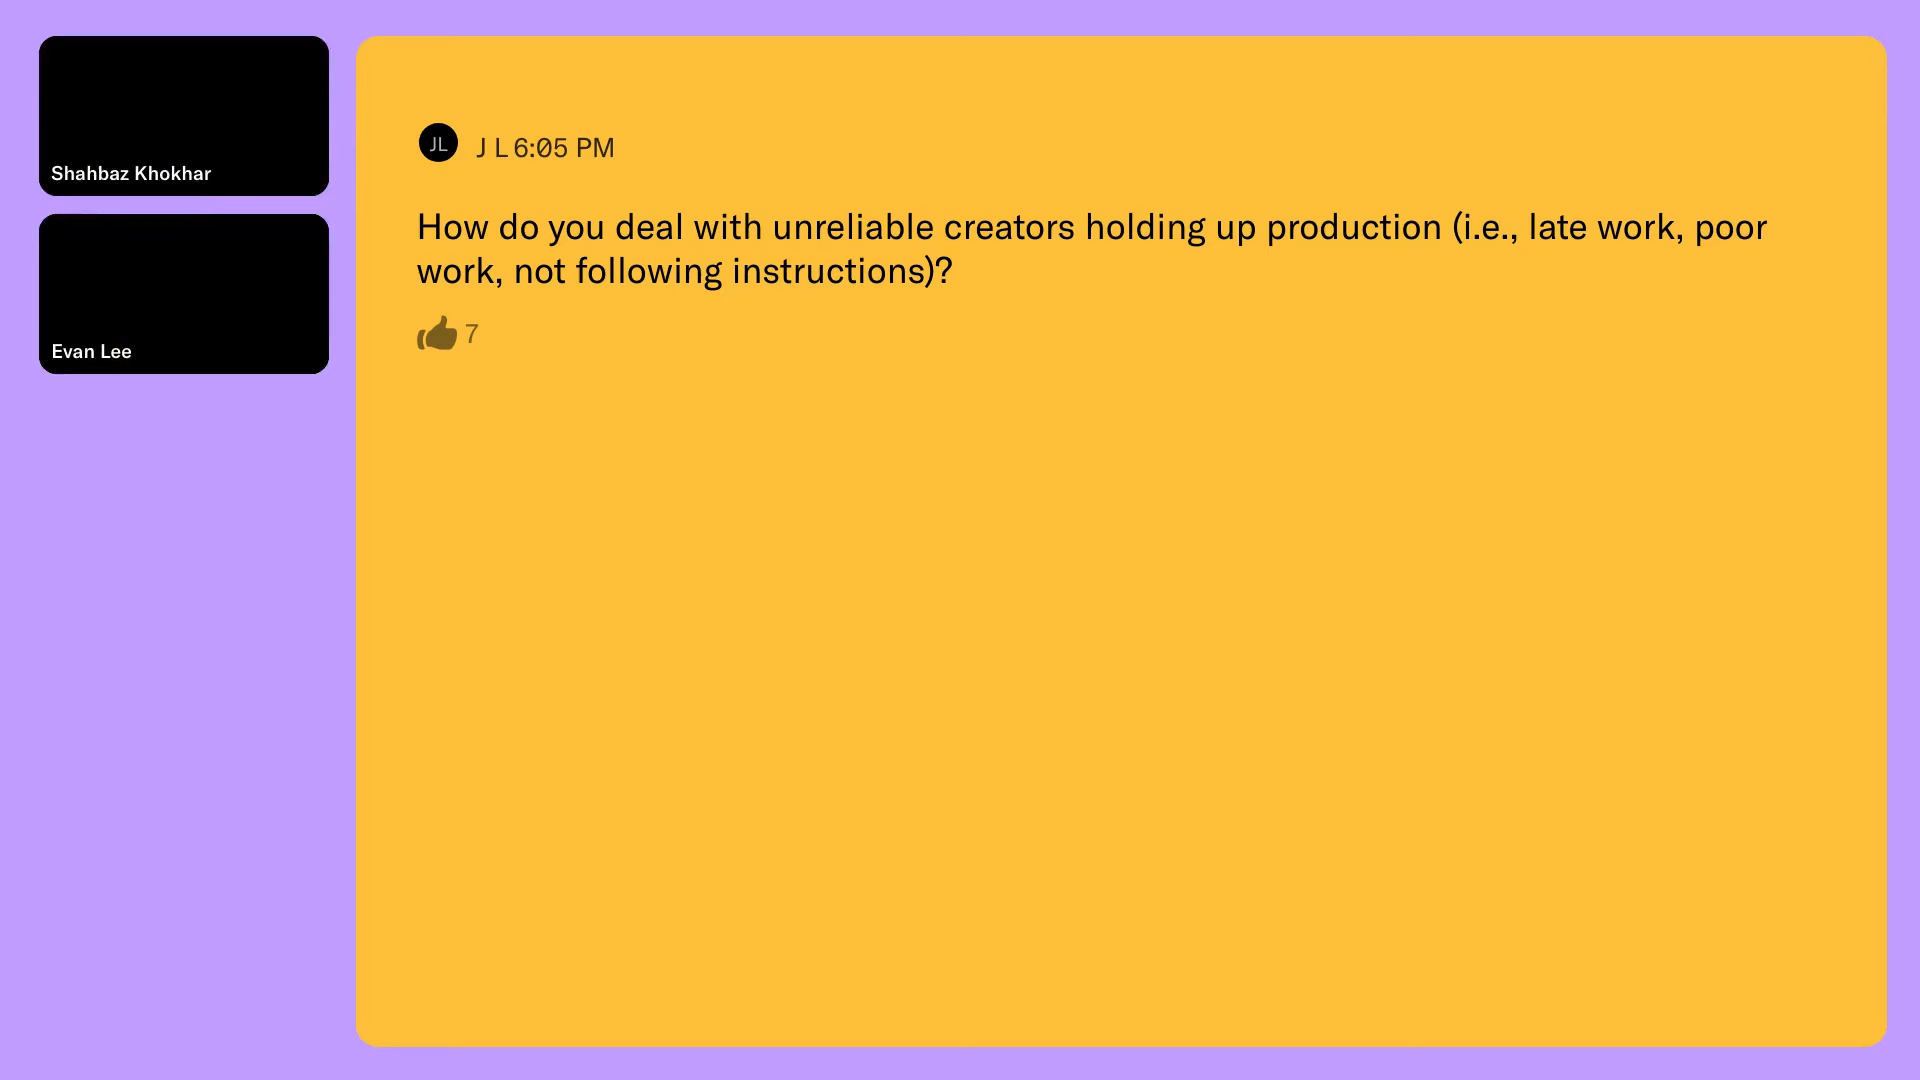 Shahbaz Khokhar
Evan Lee
JL J L 6:05 PM
How do you deal with unreliable creators holding up production (i.e., late work, poor
work, not following instructions)?
7